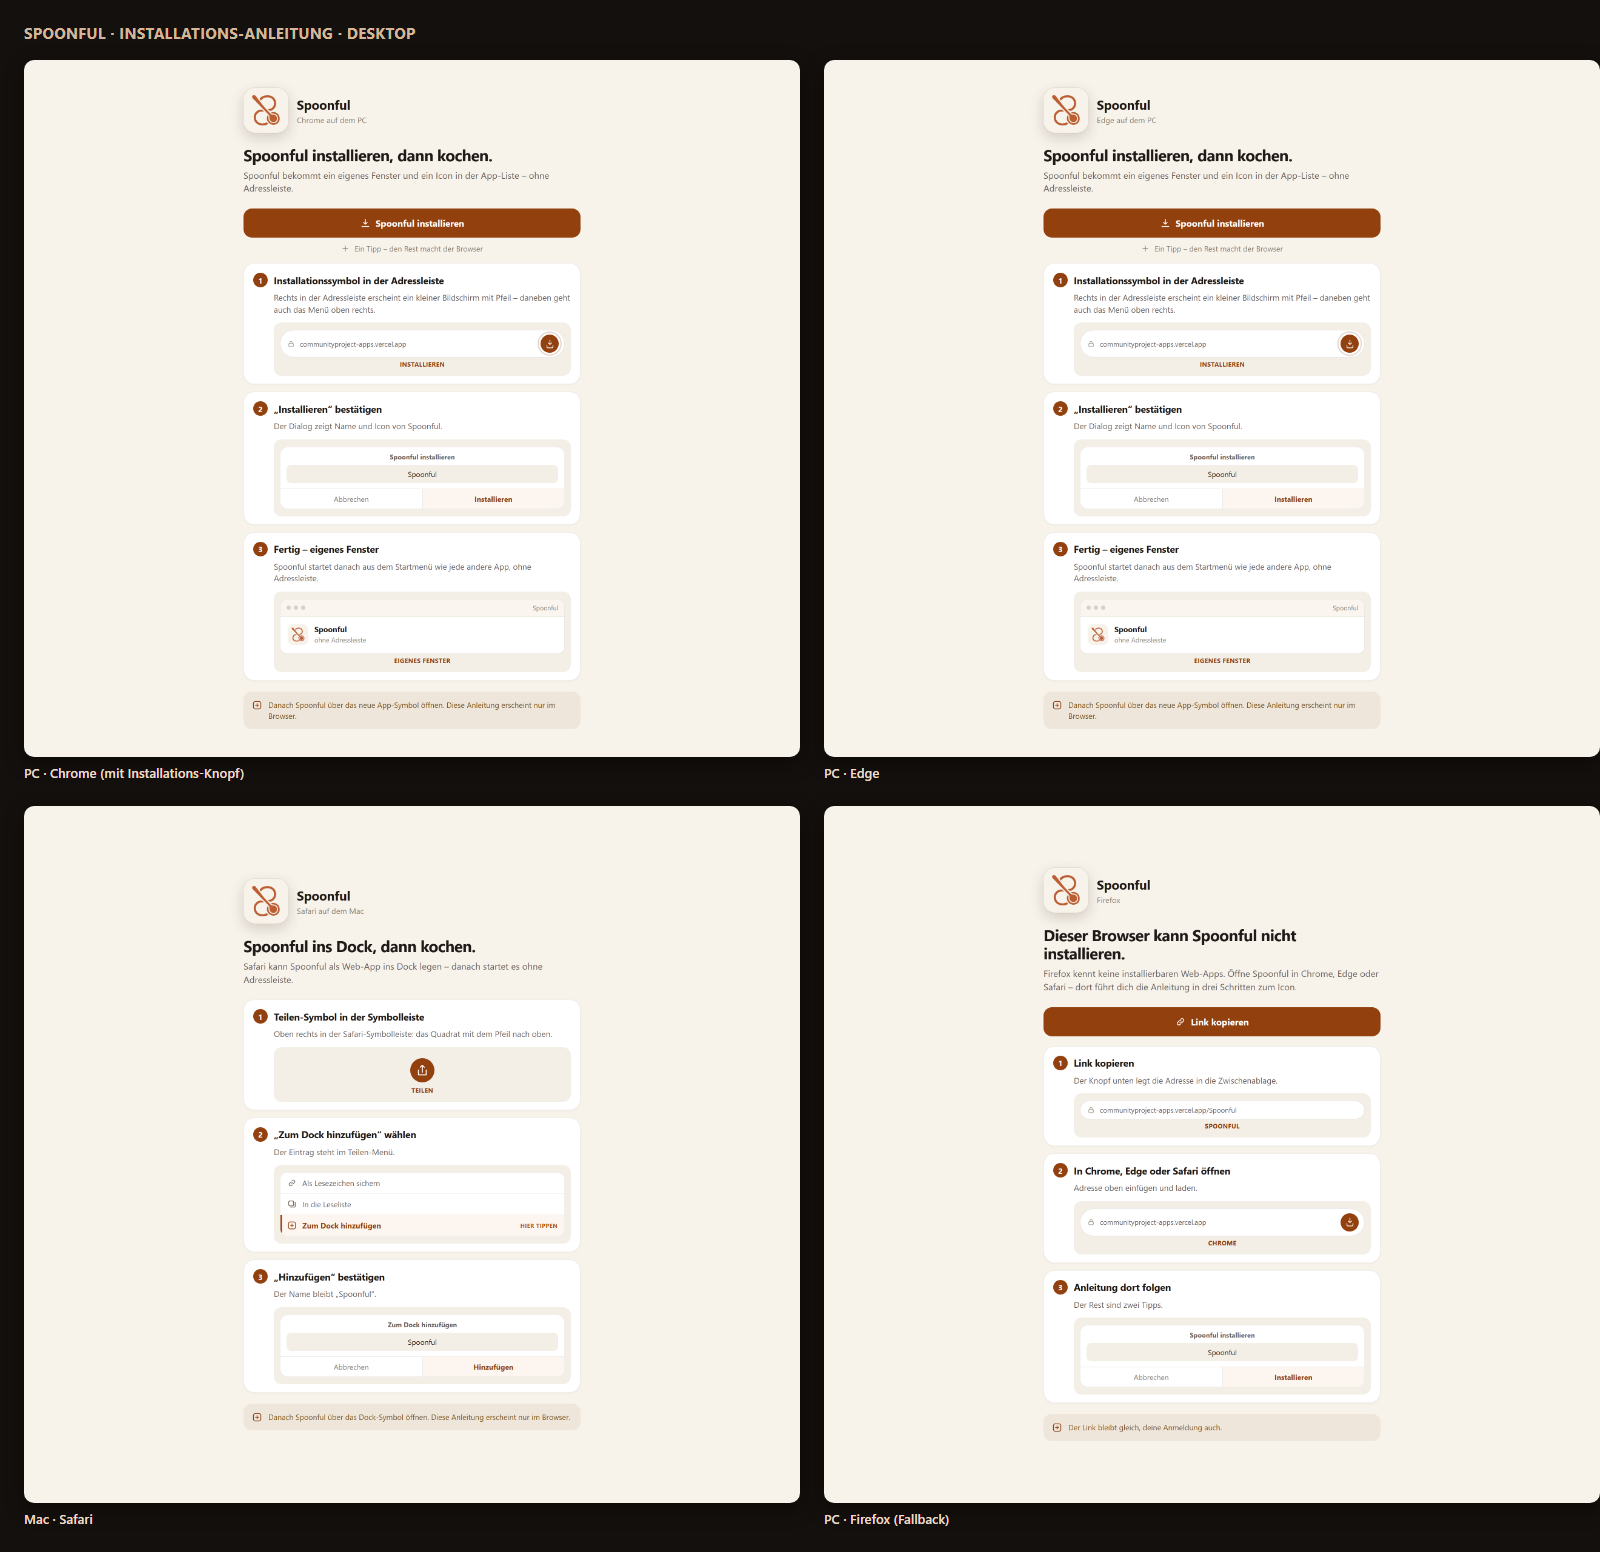 SPOONFUL · INSTALLATIONS-ANLEITUNG · DESKTOP
Spoonful
Chrome auf dem PC
Spoonful installieren, dann kochen.
Spoonful bekommt ein eigenes Fenster und ein Icon in der App-Liste – ohne
Adressleiste.
Spoonful installieren
Ein Tipp – den Rest macht der Browser
1 Installationssymbol in der Adressleiste
Rechts in der Adressleiste erscheint ein kleiner Bildschirm mit Pfeil – daneben geht
auch das Menü oben rechts.
communityproject-apps.vercel.app
INSTALLIEREN
2 „Installieren“ bestätigen
Der Dialog zeigt Name und Icon von Spoonful.
Spoonful installieren
Spoonful
Abbrechen Installieren
3 Fertig – eigenes Fenster
Spoonful startet danach aus dem Startmenü wie jede andere App, ohne
Adressleiste.
Spoonful
Spoonful
ohne Adressleiste
EIGENES FENSTER
Danach Spoonful über das neue App-Symbol öffnen. Diese Anleitung erscheint nur im
Browser.
PC · Chrome (mit Installations-Knopf)
Spoonful
Edge auf dem PC
Spoonful installieren, dann kochen.
Spoonful bekommt ein eigenes Fenster und ein Icon in der App-Liste – ohne
Adressleiste.
Spoonful installieren
Ein Tipp – den Rest macht der Browser
1 Installationssymbol in der Adressleiste
Rechts in der Adressleiste erscheint ein kleiner Bildschirm mit Pfeil – daneben geht
auch das Menü oben rechts.
communityproject-apps.vercel.app
INSTALLIEREN
2 „Installieren“ bestätigen
Der Dialog zeigt Name und Icon von Spoonful.
Spoonful installieren
Spoonful
Abbrechen Installieren
3 Fertig – eigenes Fenster
Spoonful startet danach aus dem Startmenü wie jede andere App, ohne
Adressleiste.
Spoonful
Spoonful
ohne Adressleiste
EIGENES FENSTER
Danach Spoonful über das neue App-Symbol öffnen. Diese Anleitung erscheint nur im
Browser.
PC · Edge
Spoonful
Safari auf dem Mac
Spoonful ins Dock, dann kochen.
Safari kann Spoonful als Web-App ins Dock legen – danach startet es ohne
Adressleiste.
1 Teilen-Symbol in der Symbolleiste
Oben rechts in der Safari-Symbolleiste: das Quadrat mit dem Pfeil nach oben.
TEILEN
2 „Zum Dock hinzufügen“ wählen
Der Eintrag steht im Teilen-Menü.
Als Lesezeichen sichern
In die Leseliste
Zum Dock hinzufügen HIER TIPPEN
3 „Hinzufügen“ bestätigen
Der Name bleibt „Spoonful“.
Zum Dock hinzufügen
Spoonful
Abbrechen Hinzufügen
Danach Spoonful über das Dock-Symbol öffnen. Diese Anleitung erscheint nur im Browser.
Mac · Safari
Spoonful
Firefox
Dieser Browser kann Spoonful nicht
installieren.
Firefox kennt keine installierbaren Web-Apps. Öffne Spoonful in Chrome, Edge oder
Safari – dort führt dich die Anleitung in drei Schritten zum Icon.
Link kopieren
1 Link kopieren
Der Knopf unten legt die Adresse in die Zwischenablage.
communityproject-apps.vercel.app/Spoonful
SPOONFUL
2 In Chrome, Edge oder Safari öffnen
Adresse oben einfügen und laden.
communityproject-apps.vercel.app
CHROME
3 Anleitung dort folgen
Der Rest sind zwei Tipps.
Spoonful installieren
Spoonful
Abbrechen Installieren
Der Link bleibt gleich, deine Anmeldung auch.
PC · Firefox (Fallback)